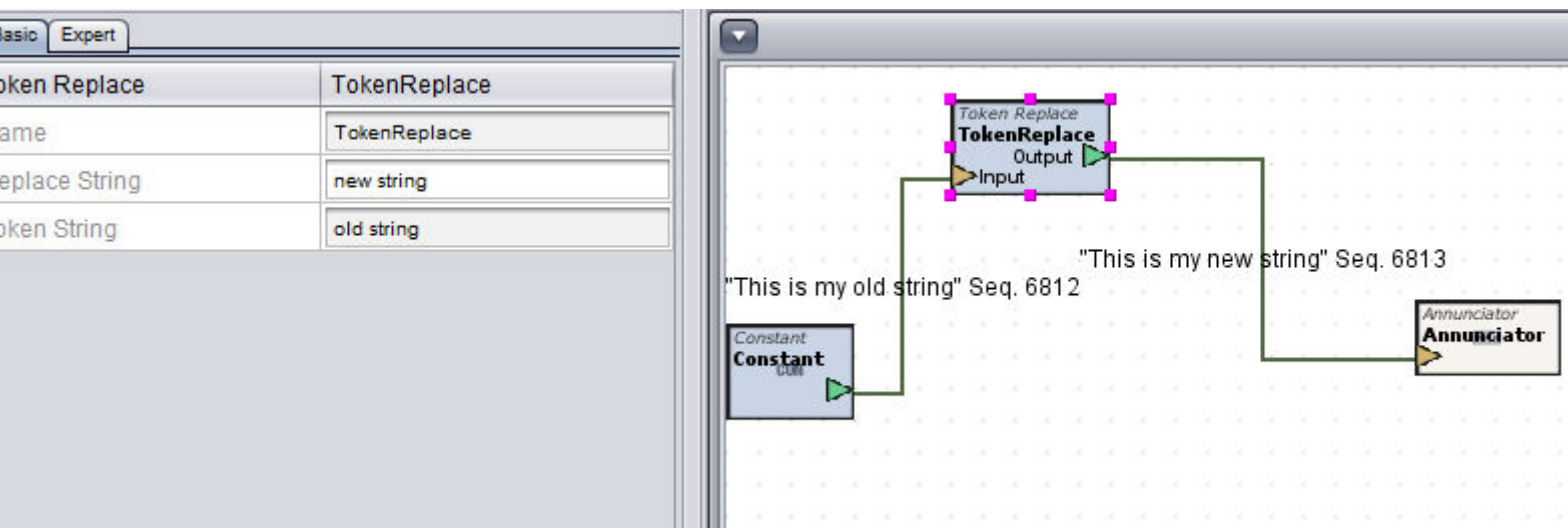 Basic Expert
Token Replace TokenReplace
Name TokenReplace
Replace String new string
Token String old string
Token Replace
TokenReplace
Output
Input
"This is my new string" Seq. 6813
"This is my old string" Seq. 6812
Annunciator
Annunciator
Constant
Constant
CON